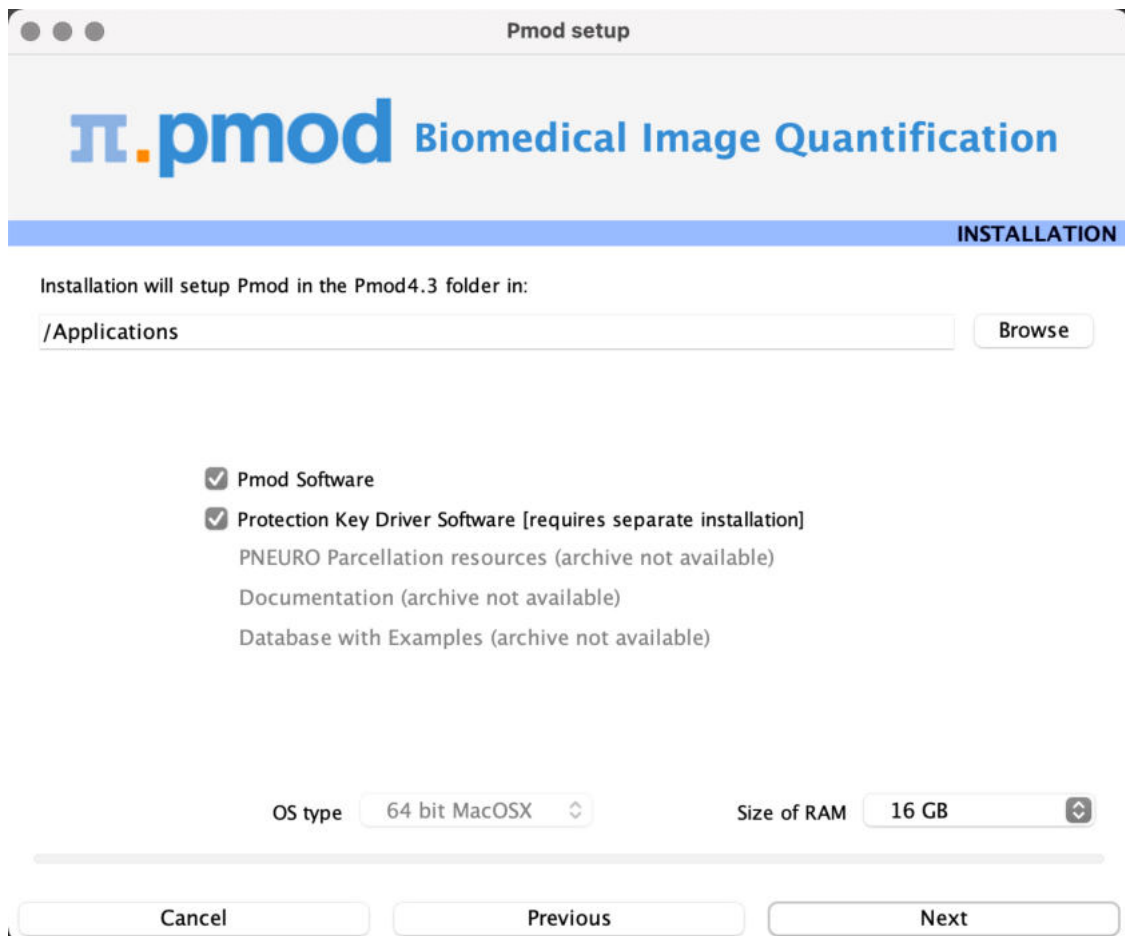 Pmod setup
π.pmod Biomedical Image Quantification
INSTALLATION
Installation will setup Pmod in the Pmod4.3 folder in:
/Applications Browse
Pmod Software
Protection Key Driver Software [requires separate installation]
PNEURO Parcellation resources (archive not available)
Documentation (archive not available)
Database with Examples (archive not available)
OS type 64 bit MacOSX Size of RAM 16 GB
Cancel Previous Next